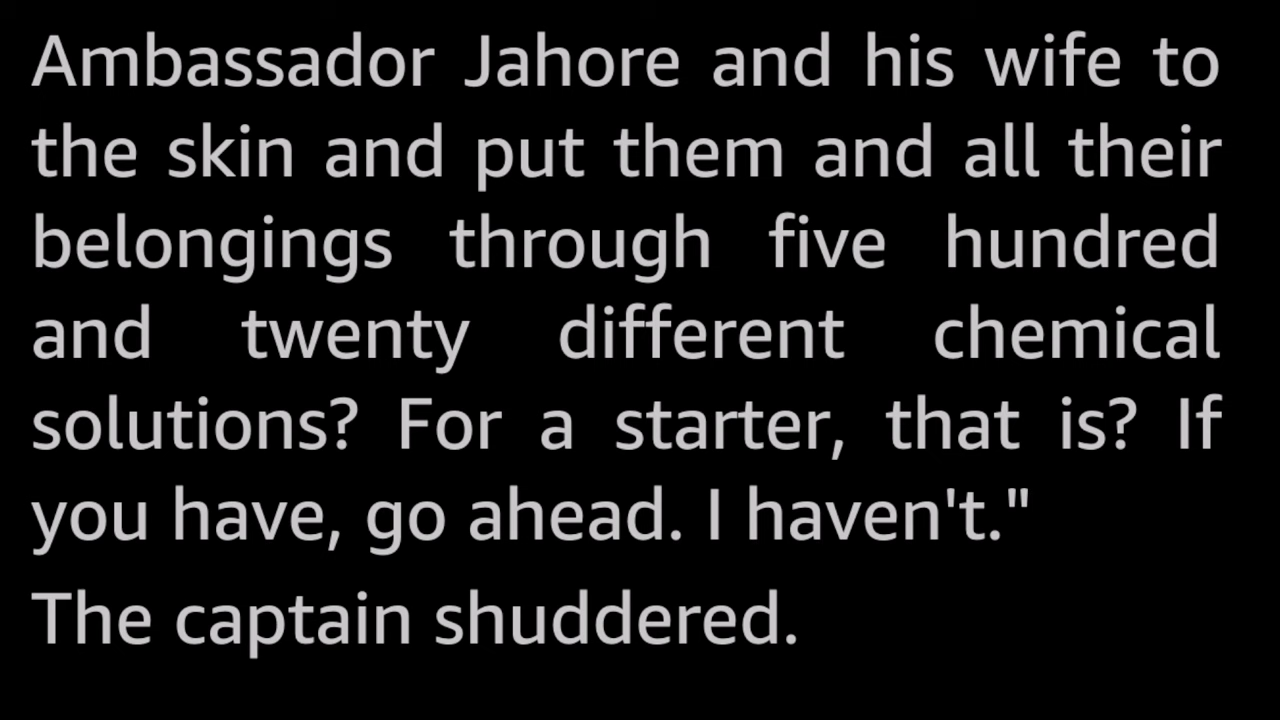 Ambassador Jahore and his wife to
the skin and put them and all their
belongings through five hundred
and twenty different chemical
solutions? For a starter, that is? If
you have, go ahead. I haven't."
The captain shuddered.